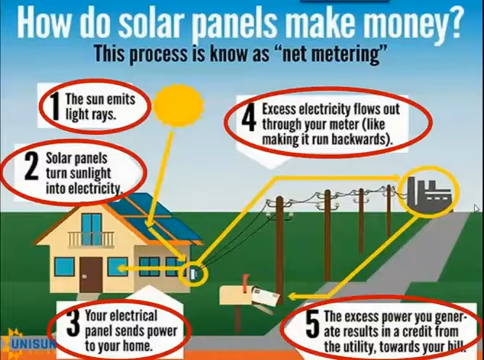 How do solar panels make money?
This process is know as "net metering"
1 The sun emits
light rays.
2 Solar panels
turn sunlight
into electricity.
3 Your electrical
panel sends power
to your home.
4 Excess electricity flows out
through your meter (like
making it run backwards).
5 The excess power you gener-
ate results in a credit from
the utility, towards your bill.
UNISUN